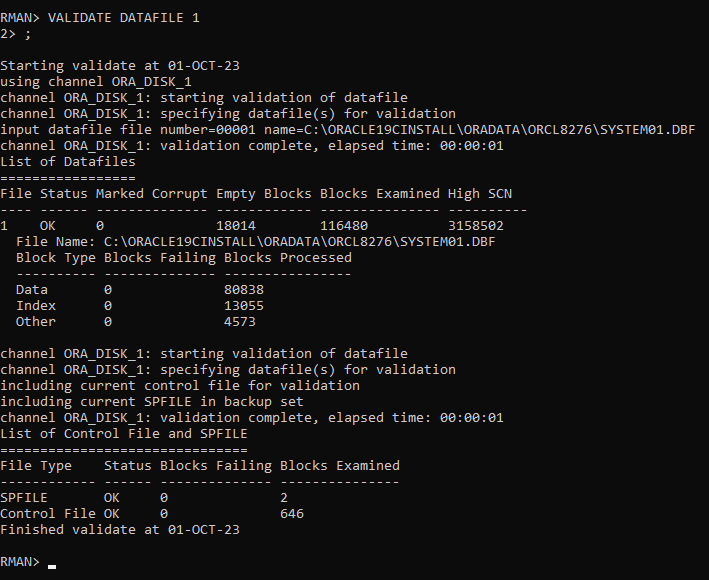 RMAN> VALIDATE DATAFILE 1
2> ;
Starting validate at 01-OCT-23
using channel ORA_DISK_1
channel ORA_DISK_1: starting validation of datafile
channel ORA_DISK_1: specifying datafile(s) for validation
input datafile file number=00001 name=C:\ORACLE19CINSTALL\ORADATA\ORCL8276\SYSTEM01.DBF
channel ORA_DISK_1: validation complete, elapsed time: 00:00:01
List of Datafiles
=================
File Status Marked Corrupt Empty Blocks Blocks Examined High SCN
---- ------ -------------- ------------ --------------- ----------
1    OK     0              18014        116480          3158502
  File Name: C:\ORACLE19CINSTALL\ORADATA\ORCL8276\SYSTEM01.DBF
  Block Type Blocks Failing Blocks Processed
  ---------- -------------- ----------------
  Data       0              80838
  Index      0              13055
  Other      0              4573
channel ORA_DISK_1: starting validation of datafile
channel ORA_DISK_1: specifying datafile(s) for validation
including current control file for validation
including current SPFILE in backup set
channel ORA_DISK_1: validation complete, elapsed time: 00:00:01
List of Control File and SPFILE
===============================
File Type    Status Blocks Failing Blocks Examined
------------ ------ -------------- ---------------
SPFILE       OK     0              2
Control File OK     0              646
Finished validate at 01-OCT-23
RMAN> _